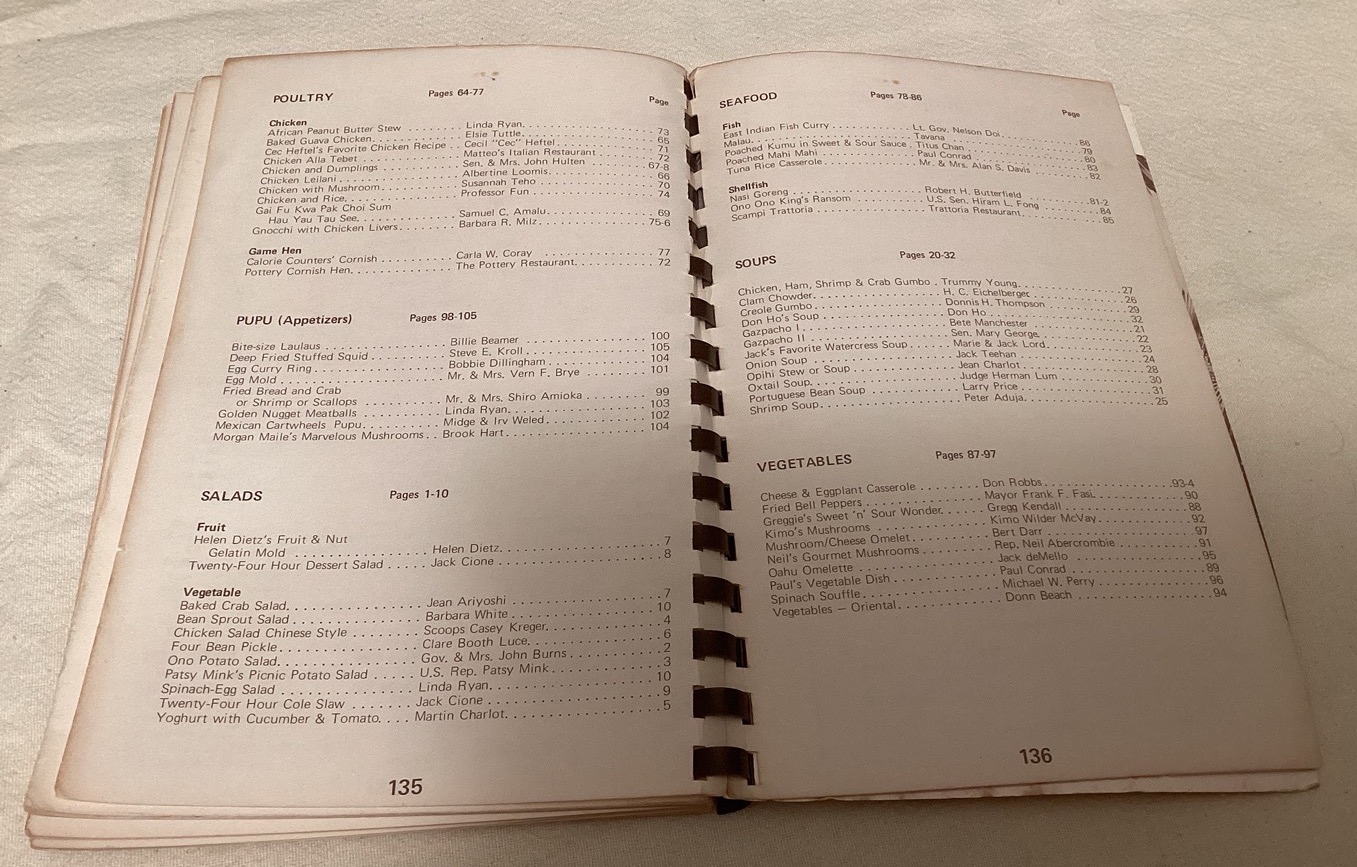 POULTRY Pages 64-77
Page
Chicken
African Peanut Butter Stew ........ Linda Ryan. 73
Baked Guava Chicken. Elsie Tuttle. 65
Cec Heftel's Favorite Chicken Recipe . Cecil "Cec" Heftel. 71
Chicken Alla Tebet Matteo's Italian Restaurant 72
Chicken and Dumplings Sen. & Mrs. John Hulten 67-8
Chicken Leilani Albertine Loomis. 66
Chicken with Mushroom. Susannah Teho 70
Chicken and Rice. Professor Fun 74
Gai Fu Kwa Pak Choi Sum
Hau Yau Tau See. Samuel C. Amalu. 69
Gnocchi with Chicken Livers. Barbara R. Milz. 75-6
Game Hen
Calorie Counters' Cornish Carla W. Coray 77
Pottery Cornish Hen. The Pottery Restaurant. 72
PUPU (Appetizers) Pages 98-105
Bite-size Laulaus Billie Beamer 100
Deep Fried Stuffed Squid Steve E. Kroll. 105
Egg Curry Ring Bobbie Dillingham 104
Egg Mold Mr. & Mrs. Vern F. Brye 101
Fried Bread and Crab
or Shrimp or Scallops Mr. & Mrs. Shiro Amioka 99
Golden Nugget Meatballs Linda Ryan. 103
Mexican Cartwheels Pupu. Midge & Irv Weled. 102
Morgan Maile's Marvelous Mushrooms . . Brook Hart 104
SALADS Pages 1-10
Fruit
Helen Dietz's Fruit & Nut
Gelatin Mold Helen Dietz. 7
Twenty-Four Hour Dessert Salad ..... Jack Cione 8
Vegetable
Baked Crab Salad. Jean Ariyoshi 7
Bean Sprout Salad Barbara White 10
Chicken Salad Chinese Style Scoops Casey Kreger. 4
Four Bean Pickle. Clare Booth Luce. 6
Ono Potato Salad. Gov. & Mrs. John Burns 2
Patsy Mink's Picnic Potato Salad ..... U.S. Rep. Patsy Mink 3
Spinach-Egg Salad Linda Ryan. 10
Twenty-Four Hour Cole Slaw Jack Cione 9
Yoghurt with Cucumber & Tomato. ... Martin Charlot. 5
135
SEAFOOD Pages 78-86
Page
Fish
East Indian Fish Curry Lt. Gov. Nelson Doi 86
Malau. Tavana 79
Poached Kumu in Sweet & Sour Sauce . Titus Chan 80
Poached Mahi Mahi Paul Conrad 83
Tuna Rice Casserole. Mr. & Mrs. Alan S. Davis 82
Shellfish
Nasi Goreng Robert H. Butterfield 81-2
Ono Ono King's Ransom U.S. Sen. Hiram L. Fong 84
Scampi Trattoria Trattoria Restaurant. 85
SOUPS Pages 20-32
Chicken, Ham, Shrimp & Crab Gumbo . Trummy Young. 27
Clam Chowder. H. C. Eichelberger 26
Creole Gumbo Donnis H. Thompson 29
Don Ho's Soup Don Ho 32
Gazpacho I Bete Manchester 21
Gazpacho II Sen. Mary George. 22
Jack's Favorite Watercress Soup Marie & Jack Lord. 23
Onion Soup Jack Teehan 24
Opihi Stew or Soup Jean Charlot 28
Oxtail Soup. Judge Herman Lum 30
Portuguese Bean Soup Larry Price 31
Shrimp Soup. Peter Aduja. 25
VEGETABLES Pages 87-97
Cheese & Eggplant Casserole Don Robbs 93-4
Fried Bell Peppers Mayor Frank F. Fasi. 90
Greggie's Sweet 'n' Sour Wonder. Gregg Kendall 88
Kimo's Mushrooms Kimo Wilder McVay. 92
Mushroom/Cheese Omelet. Bert Darr 97
Neil's Gourmet Mushrooms Rep. Neil Abercrombie 91
Oahu Omelette Jack deMello 95
Paul's Vegetable Dish Paul Conrad 89
Spinach Souffle. Michael W. Perry 96
Vegetables — Oriental. Donn Beach 94
136